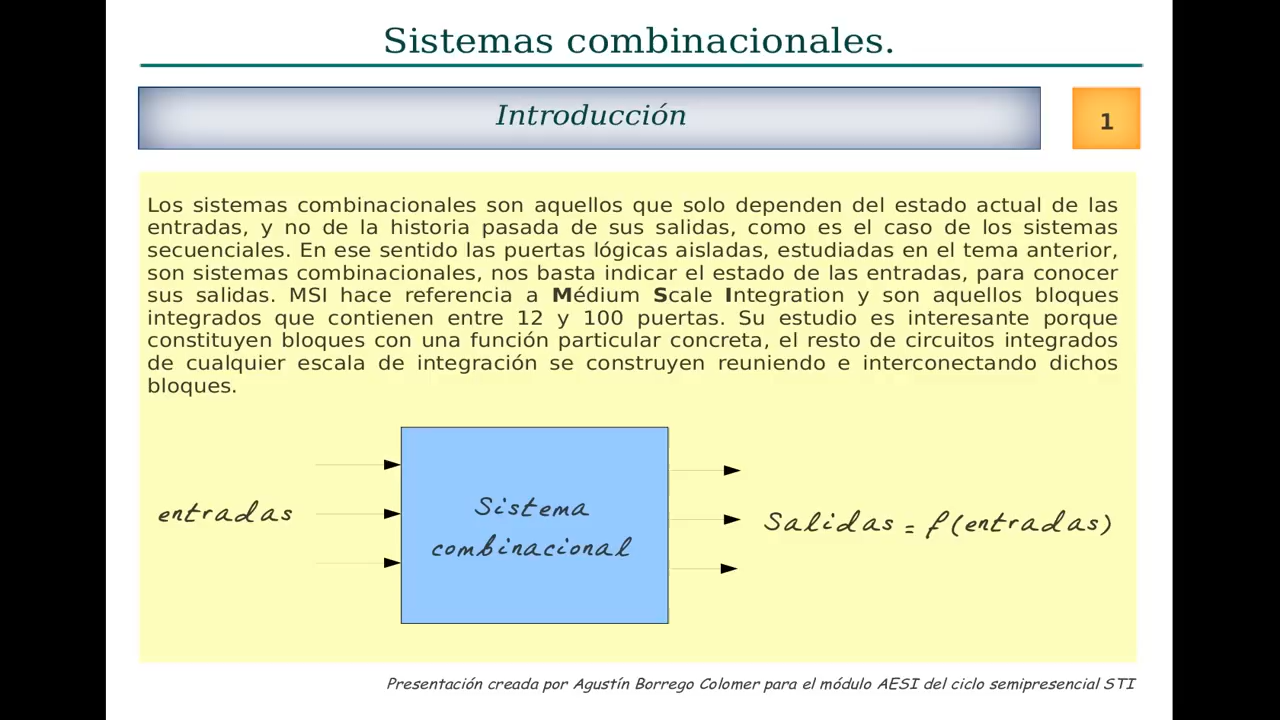 Sistemas combinacionales.
Introducción
1
Los sistemas combinacionales son aquellos que solo dependen del estado actual de las
entradas, y no de la historia pasada de sus salidas, como es el caso de los sistemas
secuenciales. En ese sentido las puertas lógicas aisladas, estudiadas en el tema anterior,
son sistemas combinacionales, nos basta indicar el estado de las entradas, para conocer
sus salidas. MSI hace referencia a Médium Scale Integration y son aquellos bloques
integrados que contienen entre 12 y 100 puertas. Su estudio es interesante porque
constituyen bloques con una función particular concreta, el resto de circuitos integrados
de cualquier escala de integración se construyen reuniendo e interconectando dichos
bloques.
entradas
Sistema
combinacional
Salidas = f(entradas)
Presentación creada por Agustín Borrego Colomer para el módulo AESI del ciclo semipresencial STI